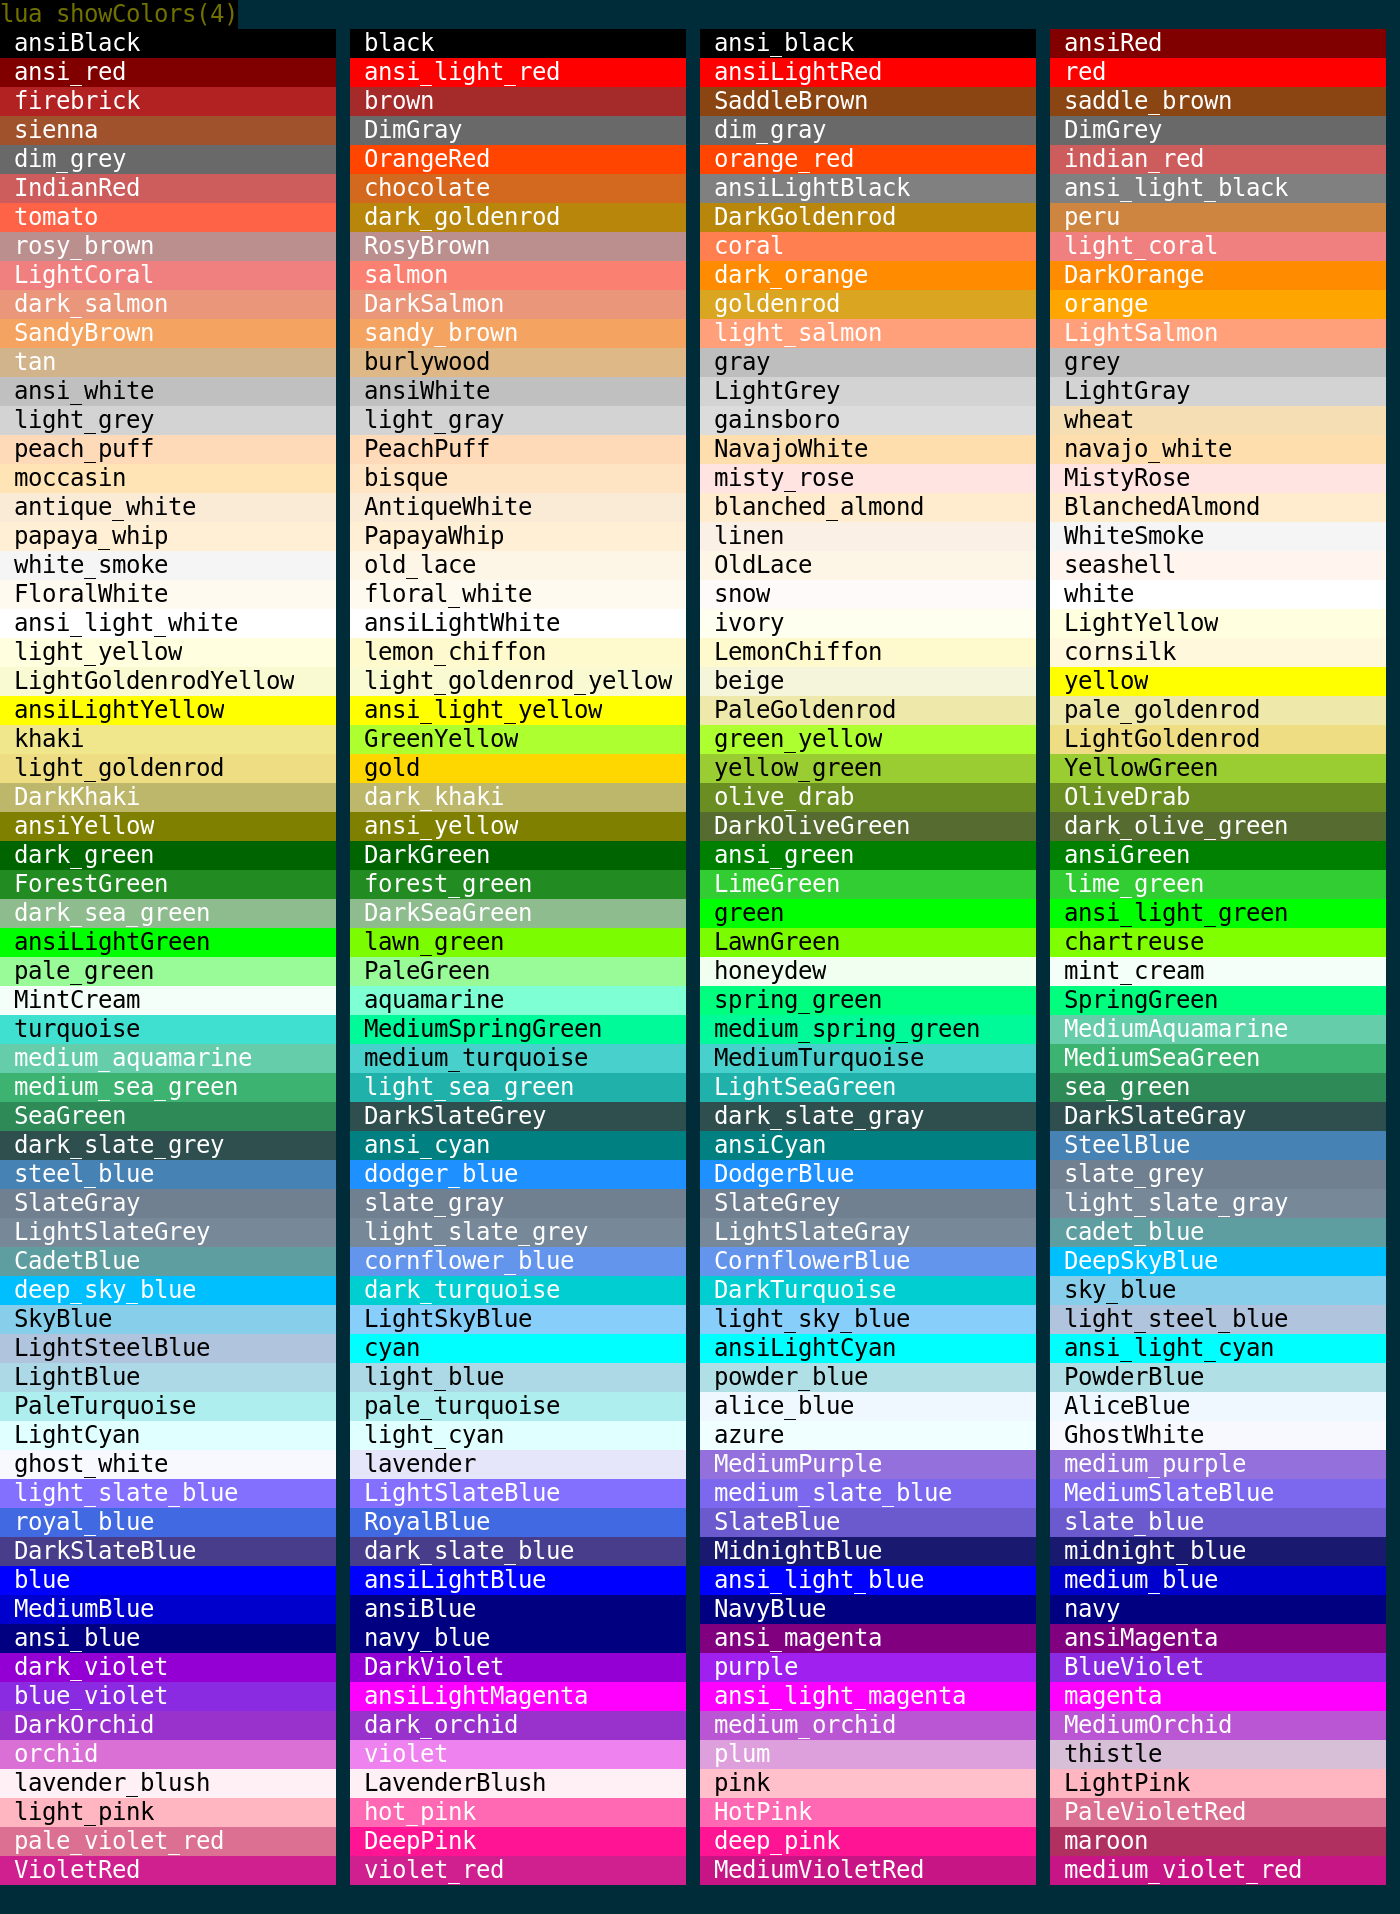 lua showColors(4)
ansiBlack black ansi_black ansiRed
ansi_red ansi_light_red ansiLightRed red
firebrick brown SaddleBrown saddle_brown
sienna DimGray dim_gray DimGrey
dim_grey OrangeRed orange_red indian_red
IndianRed chocolate ansiLightBlack ansi_light_black
tomato dark_goldenrod DarkGoldenrod peru
rosy_brown RosyBrown coral light_coral
LightCoral salmon dark_orange DarkOrange
dark_salmon DarkSalmon goldenrod orange
SandyBrown sandy_brown light_salmon LightSalmon
tan burlywood gray grey
ansi_white ansiWhite LightGrey LightGray
light_grey light_gray gainsboro wheat
peach_puff PeachPuff NavajoWhite navajo_white
moccasin bisque misty_rose MistyRose
antique_white AntiqueWhite blanched_almond BlanchedAlmond
papaya_whip PapayaWhip linen WhiteSmoke
white_smoke old_lace OldLace seashell
FloralWhite floral_white snow white
ansi_light_white ansiLightWhite ivory LightYellow
light_yellow lemon_chiffon LemonChiffon cornsilk
LightGoldenrodYellow light_goldenrod_yellow beige yellow
ansiLightYellow ansi_light_yellow PaleGoldenrod pale_goldenrod
khaki GreenYellow green_yellow LightGoldenrod
light_goldenrod gold yellow_green YellowGreen
DarkKhaki dark_khaki olive_drab OliveDrab
ansiYellow ansi_yellow DarkOliveGreen dark_olive_green
dark_green DarkGreen ansi_green ansiGreen
ForestGreen forest_green LimeGreen lime_green
dark_sea_green DarkSeaGreen green ansi_light_green
ansiLightGreen lawn_green LawnGreen chartreuse
pale_green PaleGreen honeydew mint_cream
MintCream aquamarine spring_green SpringGreen
turquoise MediumSpringGreen medium_spring_green MediumAquamarine
medium_aquamarine medium_turquoise MediumTurquoise MediumSeaGreen
medium_sea_green light_sea_green LightSeaGreen sea_green
SeaGreen DarkSlateGrey dark_slate_gray DarkSlateGray
dark_slate_grey ansi_cyan ansiCyan SteelBlue
steel_blue dodger_blue DodgerBlue slate_grey
SlateGray slate_gray SlateGrey light_slate_gray
LightSlateGrey light_slate_grey LightSlateGray cadet_blue
CadetBlue cornflower_blue CornflowerBlue DeepSkyBlue
deep_sky_blue dark_turquoise DarkTurquoise sky_blue
SkyBlue LightSkyBlue light_sky_blue light_steel_blue
LightSteelBlue cyan ansiLightCyan ansi_light_cyan
LightBlue light_blue powder_blue PowderBlue
PaleTurquoise pale_turquoise alice_blue AliceBlue
LightCyan light_cyan azure GhostWhite
ghost_white lavender MediumPurple medium_purple
light_slate_blue LightSlateBlue medium_slate_blue MediumSlateBlue
royal_blue RoyalBlue SlateBlue slate_blue
DarkSlateBlue dark_slate_blue MidnightBlue midnight_blue
blue ansiLightBlue ansi_light_blue medium_blue
MediumBlue ansiBlue NavyBlue navy
ansi_blue navy_blue ansi_magenta ansiMagenta
dark_violet DarkViolet purple BlueViolet
blue_violet ansiLightMagenta ansi_light_magenta magenta
DarkOrchid dark_orchid medium_orchid MediumOrchid
orchid violet plum thistle
lavender_blush LavenderBlush pink LightPink
light_pink hot_pink HotPink PaleVioletRed
pale_violet_red DeepPink deep_pink maroon
VioletRed violet_red MediumVioletRed medium_violet_red